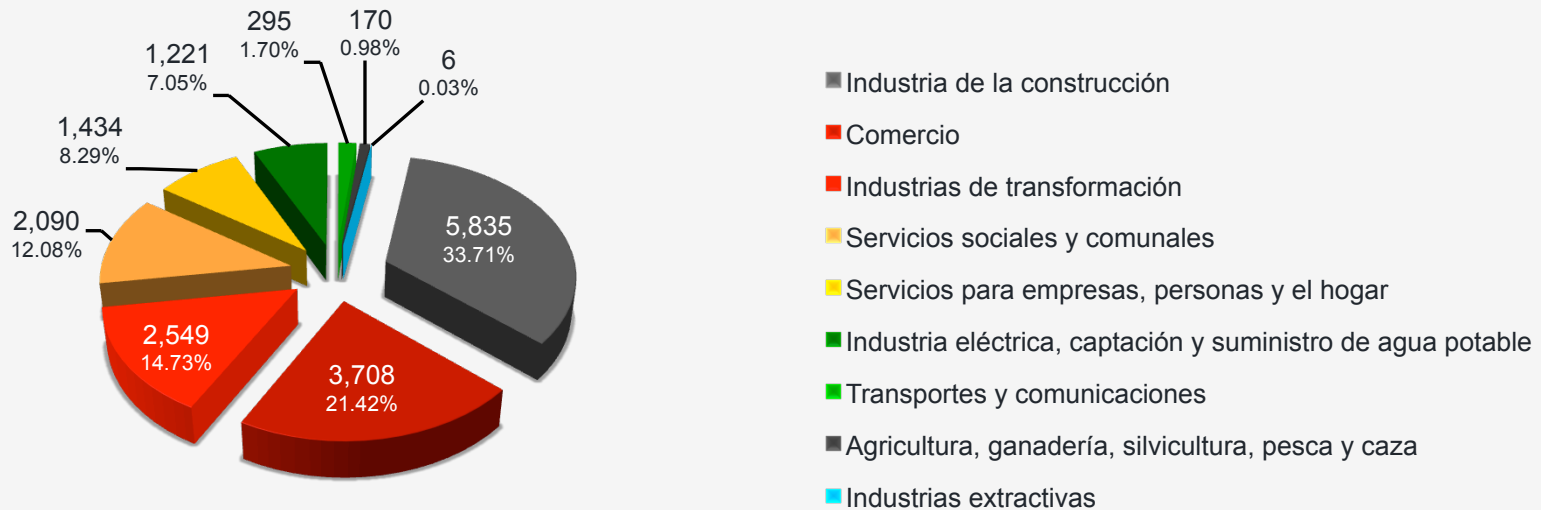 295
1.70%
170
0.98%
6
0.03%
1,221
7.05%
1,434
8.29%
2,090
12.08%
5,835
33.71%
2,549
14.73%
3,708
21.42%
Industria de la construcción
Comercio
Industrias de transformación
Servicios sociales y comunales
Servicios para empresas, personas y el hogar
Industria eléctrica, captación y suministro de agua potable
Transportes y comunicaciones
Agricultura, ganadería, silvicultura, pesca y caza
Industrias extractivas